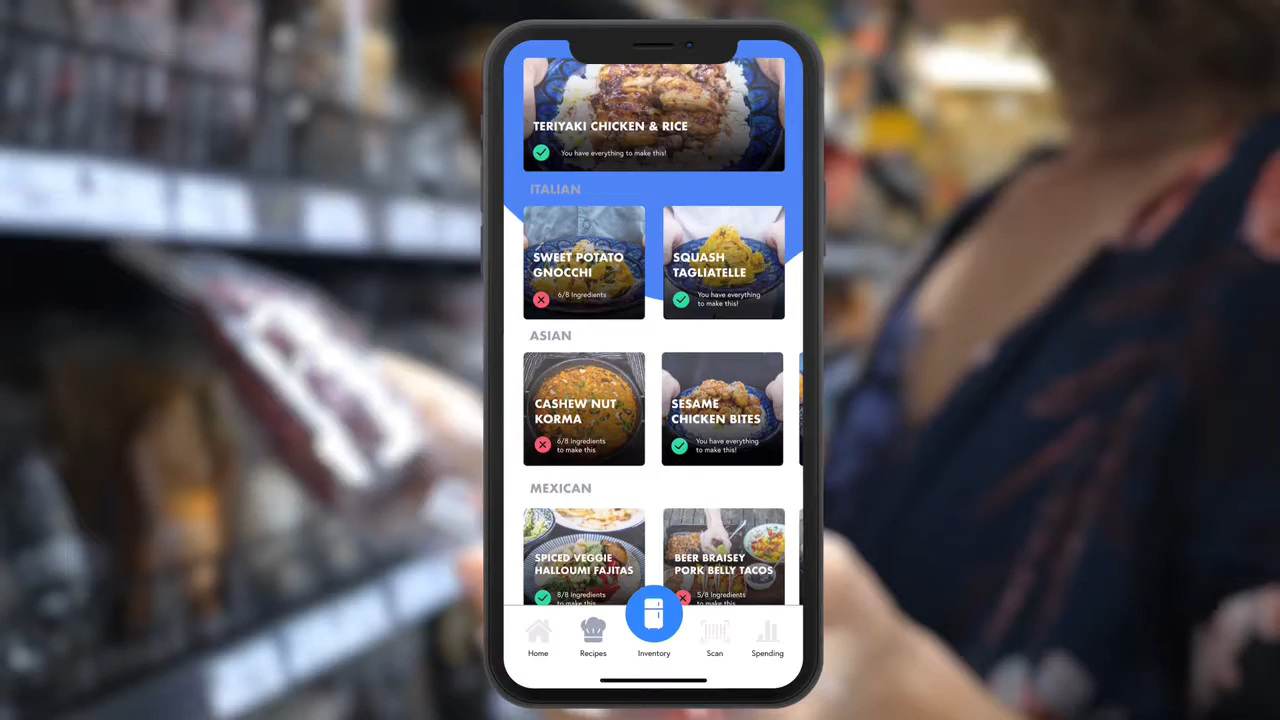 TERIYAKI CHICKEN & RICE
You have everything to make this!
ITALIAN
SWEET POTATO
GNOCCHI
6/8 Ingredients
SQUASH
TAGLIATELLE
You have everything
to make this!
ASIAN
CASHEW NUT
KORMA
6/8 Ingredients
to make this
SESAME
CHICKEN BITES
You have everything
to make this!
MEXICAN
SPICED VEGGIE
HALLOUMI FAJITAS
8/8 Ingredients
to make this
BEER BRAISEY
PORK BELLY TACOS
5/8 Ingredients
to make this
Home
Recipes
Inventory
Scan
Spending